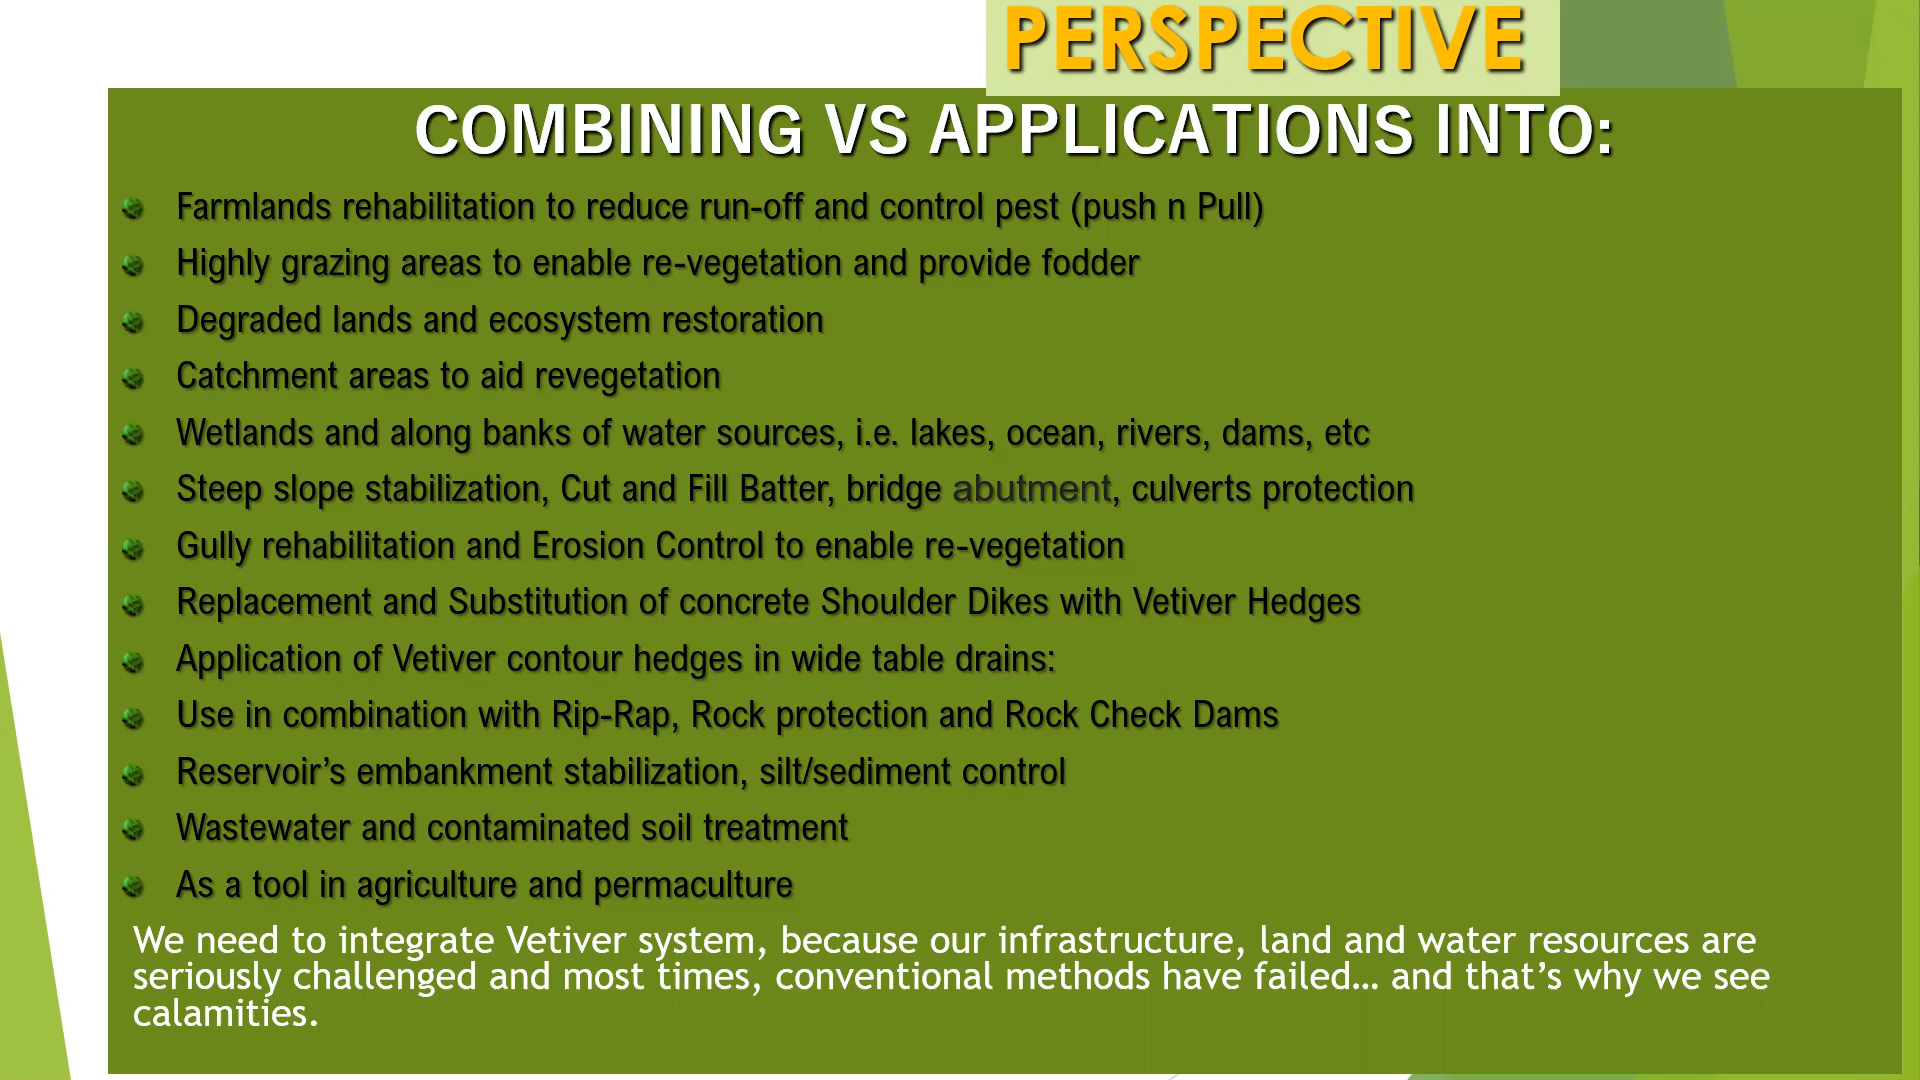 PERSPECTIVE
COMBINING VS APPLICATIONS INTO:
Farmlands rehabilitation to reduce run-off and control pest (push n Pull)
Highly grazing areas to enable re-vegetation and provide fodder
Degraded lands and ecosystem restoration
Catchment areas to aid revegetation
Wetlands and along banks of water sources, i.e. lakes, ocean, rivers, dams, etc
Steep slope stabilization, Cut and Fill Batter, bridge abutment, culverts protection
Gully rehabilitation and Erosion Control to enable re-vegetation
Replacement and Substitution of concrete Shoulder Dikes with Vetiver Hedges
Application of Vetiver contour hedges in wide table drains:
Use in combination with Rip-Rap, Rock protection and Rock Check Dams
Reservoir’s embankment stabilization, silt/sediment control
Wastewater and contaminated soil treatment
As a tool in agriculture and permaculture
We need to integrate Vetiver system, because our infrastructure, land and water resources are
seriously challenged and most times, conventional methods have failed… and that’s why we see
calamities.